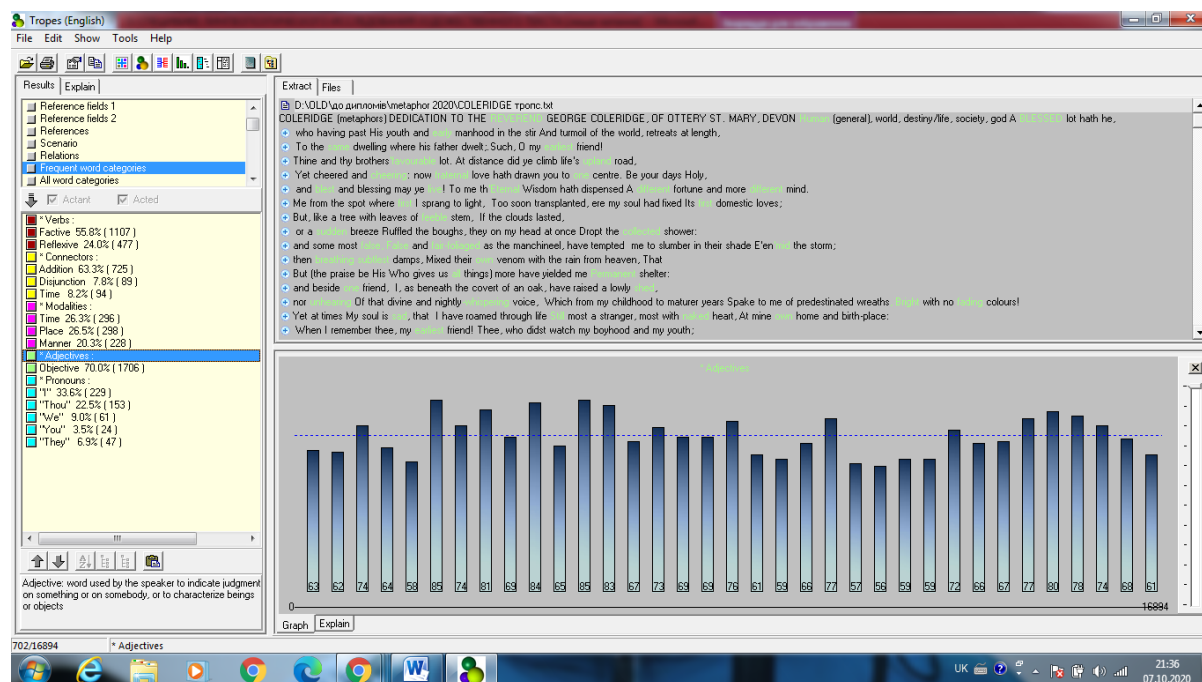 Tropes (English)
File Edit Show Tools Help
Results Explain
Reference fields 1
Reference fields 2
References
Scenario
Relations
Frequent word categories
All word categories
Actant Acted
* Verbs :
Factive 55.8% ( 1107 )
Reflexive 24.0% ( 477 )
* Connectors :
Addition 63.3% ( 725 )
Disjunction 7.8% ( 89 )
Time 8.2% ( 94 )
* Modalities :
Time 26.3% ( 296 )
Place 26.5% ( 298 )
Manner 20.3% ( 228 )
* Adjectives :
Objective 70.0% ( 1706 )
* Pronouns :
"I" 33.6% ( 229 )
"Thou" 22.5% ( 153 )
"We" 9.0% ( 61 )
"You" 3.5% ( 24 )
"They" 6.9% ( 47 )
Adjective: word used by the speaker to indicate judgment
on something or on somebody, or to characterize beings
or objects
Extract Files
D:\OLD\до дипломів\metaphor 2020\COLERIDGE тропс.txt
COLERIDGE (metaphors) DEDICATION TO THE REVEREND GEORGE COLERIDGE, OF OTTERY ST. MARY, DEVON Human (general), world, destiny/life, society, god A BLESSED lot hath he,
who having past His youth and early manhood in the stir And turmoil of the world, retreats at length,
To the same dwelling where his father dwelt;. Such, O my earliest friend!
Thine and thy brothers favourable lot. At distance did ye climb life's upland road,
Yet cheered and cheering: now fraternal love hath drawn you to one centre. Be your days Holy,
and blest and blessing may ye live! To me th Eternal Wisdom hath dispensed A different fortune and more different mind.
Me from the spot where first I sprang to light, Too soon transplanted, ere my soul had fixed Its first domestic loves;
But, like a tree with leaves of feeble stem, If the clouds lasted,
or a sudden breeze Ruffled the boughs, they on my head at once Dropt the collected shower:
and some most false, False and fair foliaged as the manchineel, have tempted me to slumber in their shade E'en mid the storm;
then breathing subtlest damps, Mixed their own venom with the rain from heaven, That
But (the praise be His Who gives us all things) more have yielded me Permanent shelter:
and beside one friend, I, as beneath the covert of an oak, have raised a lowly shed,
nor unhearing Of that divine and nightly whispering voice, Which from my childhood to maturer years Spake to me of predestinated wreaths Bright with no fading colours!
Yet at times My soul is sad, that I have roamed through life Still most a stranger, most with naked heart, At mine own home and birth-place:
When I remember thee, my earliest friend! Thee, who didst watch my boyhood and my youth;
* Adjectives
63 62 74 64 58 85 74 81 69 84 65 85 83 67 73 69 69 76 61 59 66 77 57 56 59 59 72 66 67 77 80 78 74 68 61
0 16894
Graph Explain
702/16894 * Adjectives
UK 21:36
07.10.2020